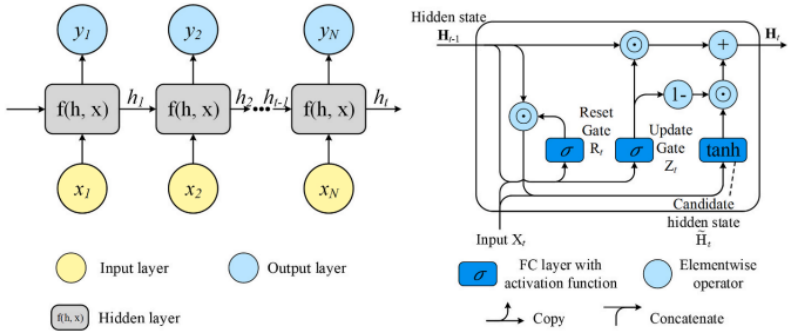 y1 y2 yN
f(h, x) h1 f(h, x) h2 ••• ht-1 f(h, x) ht
x1 x2 xN
Input layer Output layer
f(h, x) Hidden layer
Hidden state
Ht-1 Ht
⊙ +
1- ⊙
⊙
Reset
Gate
Rt
Update
Gate
Zt
σ σ tanh
Candidate
hidden state
H̃t
Input Xt
σ FC layer with
activation function
Elementwise
operator
Copy Concatenate